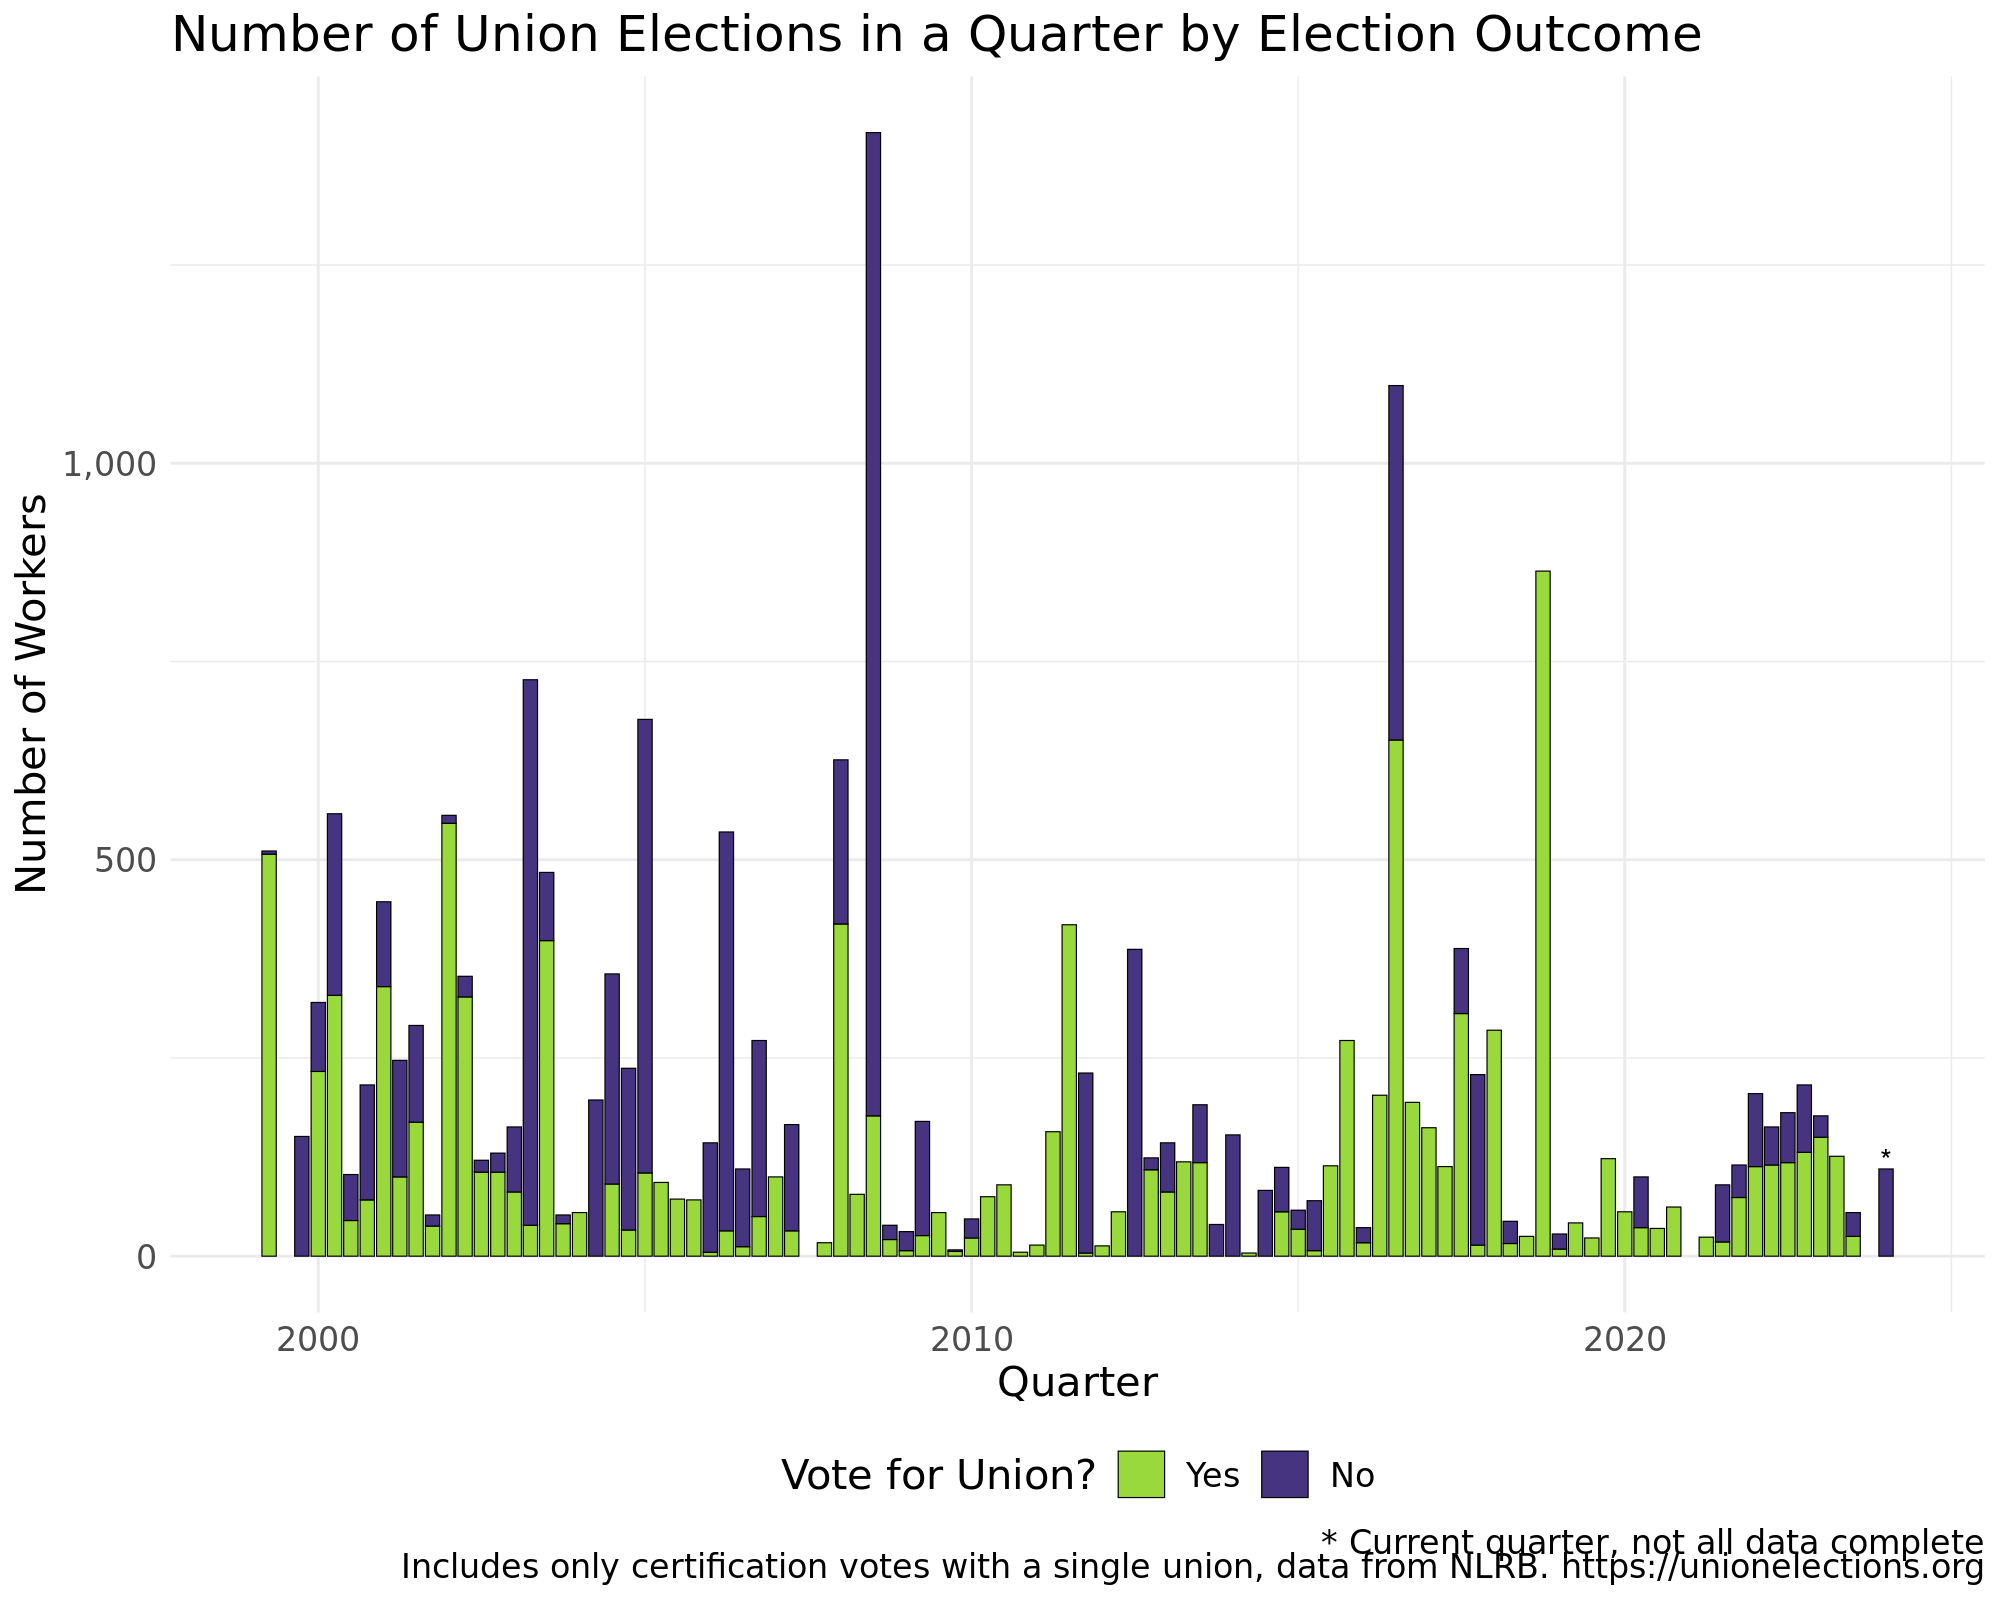 Number of Union Elections in a Quarter by Election Outcome
Number of Workers
1,000
500
0
*
2000
2010
2020
Quarter
Vote for Union?
Yes
No
* Current quarter, not all data complete
Includes only certification votes with a single union, data from NLRB. https://unionelections.org